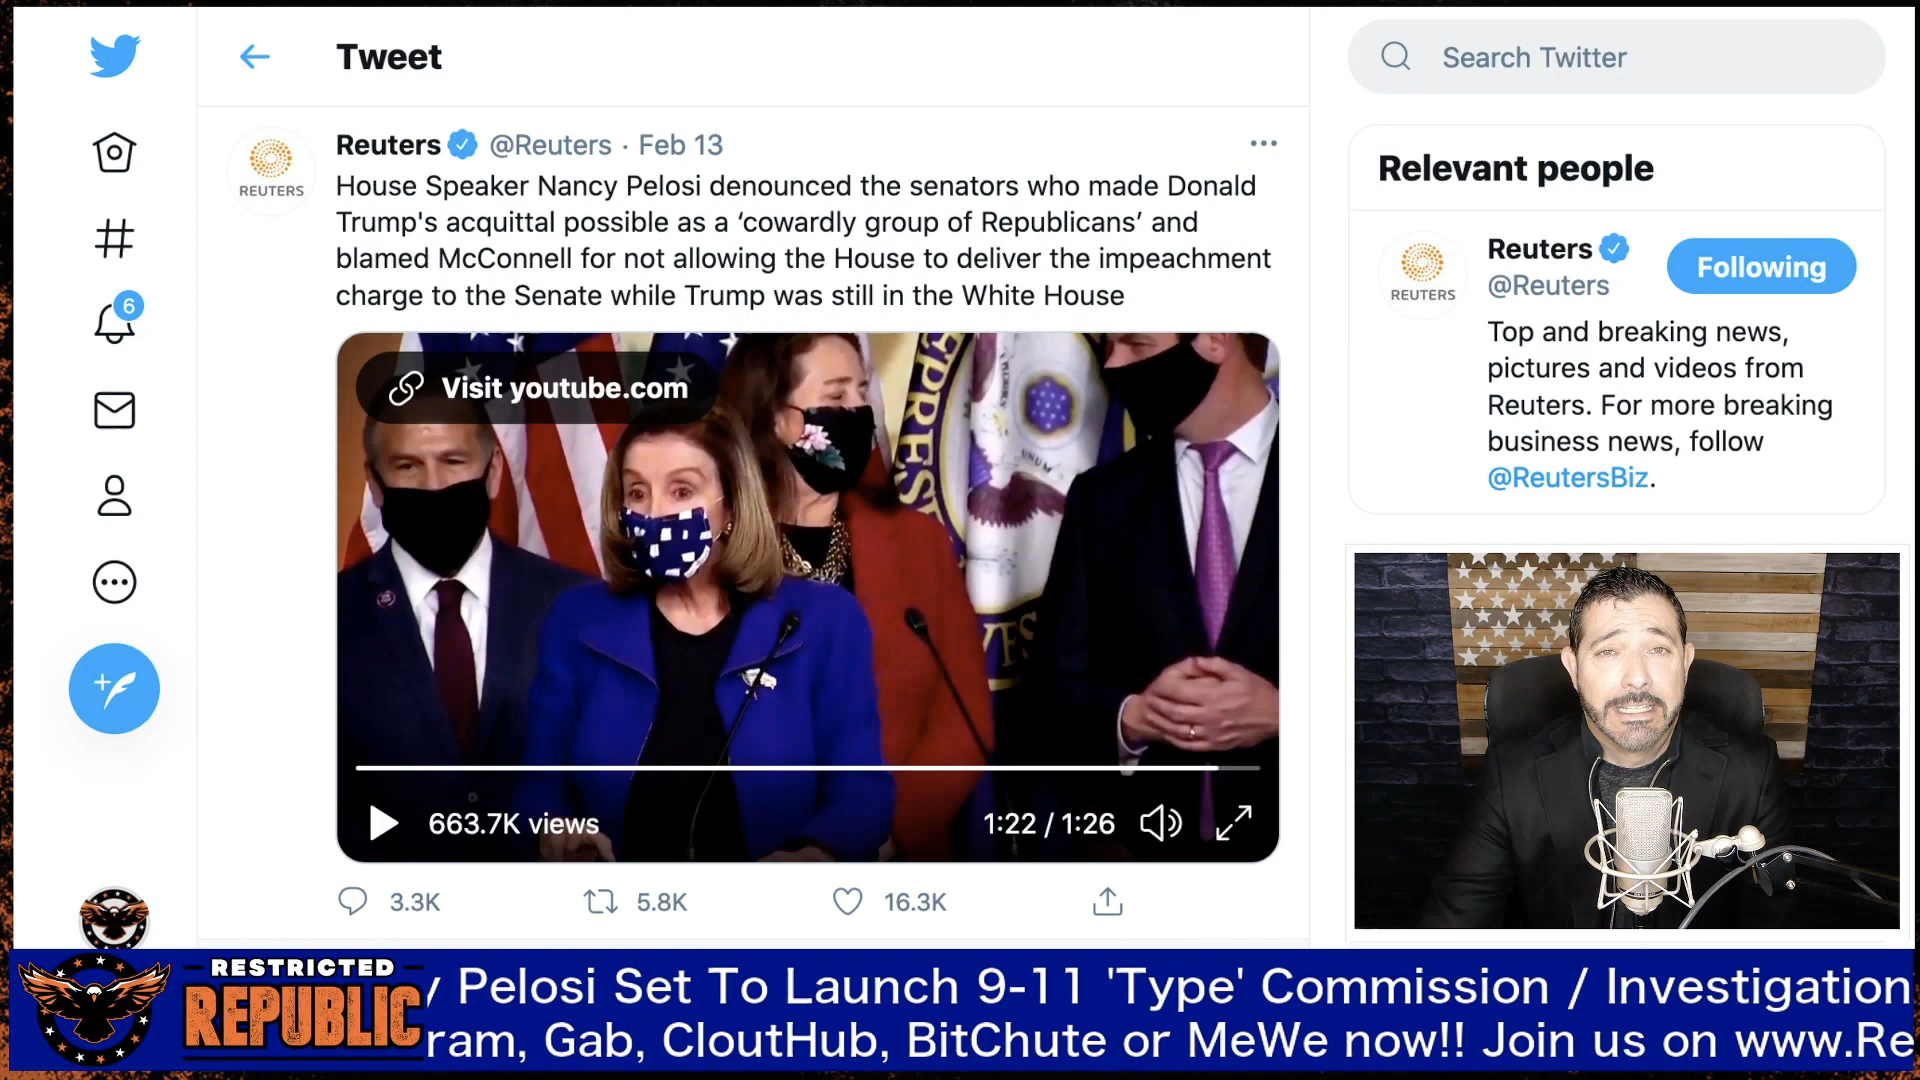 Tweet
Search Twitter
Reuters @Reuters · Feb 13
REUTERS
House Speaker Nancy Pelosi denounced the senators who made Donald
Trump's acquittal possible as a ‘cowardly group of Republicans’ and
blamed McConnell for not allowing the House to deliver the impeachment
charge to the Senate while Trump was still in the White House
Relevant people
REUTERS
Reuters
@Reuters
Following
Top and breaking news,
pictures and videos from
Reuters. For more breaking
business news, follow
@ReutersBiz.
6
Visit youtube.com
UNUM
663.7K views
1:22 / 1:26
3.3K
5.8K
16.3K
RESTRICTED
REPUBLIC
y Pelosi Set To Launch 9-11 'Type' Commission / Investigation
ram, Gab, CloutHub, BitChute or MeWe now!! Join us on www.Re